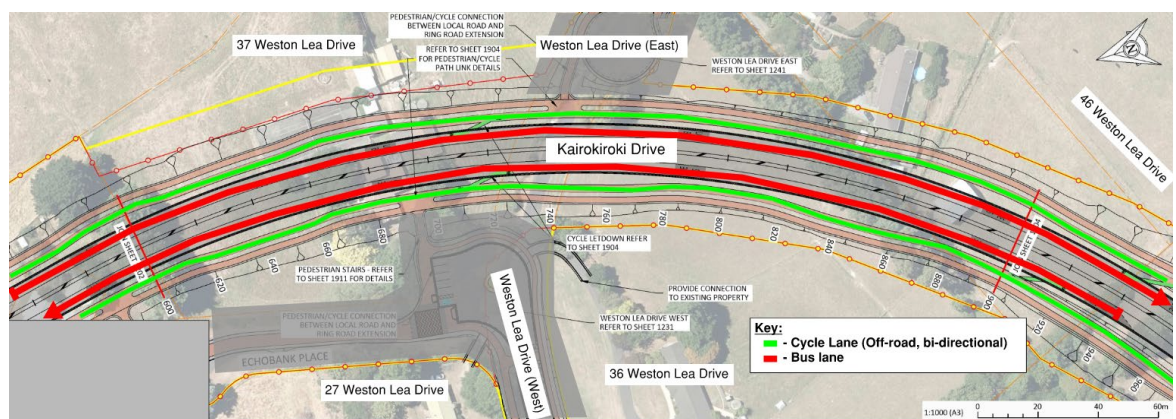 PEDESTRIAN/CYCLE CONNECTION
BETWEEN LOCAL ROAD AND
RING ROAD EXTENSION
37 Weston Lea Drive
REFER TO SHEET 1904
FOR PEDESTRIAN/CYCLE
PATH LINK DETAILS
Weston Lea Drive (East)
WESTON LEA DRIVE EAST
REFER TO SHEET 1241
46 Weston Lea Drive
Kairokiroki Drive
600
620
640
660
680
740
760
780
800
820
840
860
880
900
920
940
960
CYCLE LETDOWN REFER
TO SHEET 1904
PEDESTRIAN STAIRS - REFER
TO SHEET 1911 FOR DETAILS
PROVIDE CONNECTION
TO EXISTING PROPERTY
PEDESTRIAN/CYCLE CONNECTION
BETWEEN LOCAL ROAD AND
RING ROAD EXTENSION
WESTON LEA DRIVE WEST
REFER TO SHEET 1231
Weston Lea Drive (West)
ECHOBANK PLACE
27 Weston Lea Drive
36 Weston Lea Drive
Key:
- Cycle Lane (Off-road, bi-directional)
- Bus lane
1:1000 (A3)
0
20
40
60m